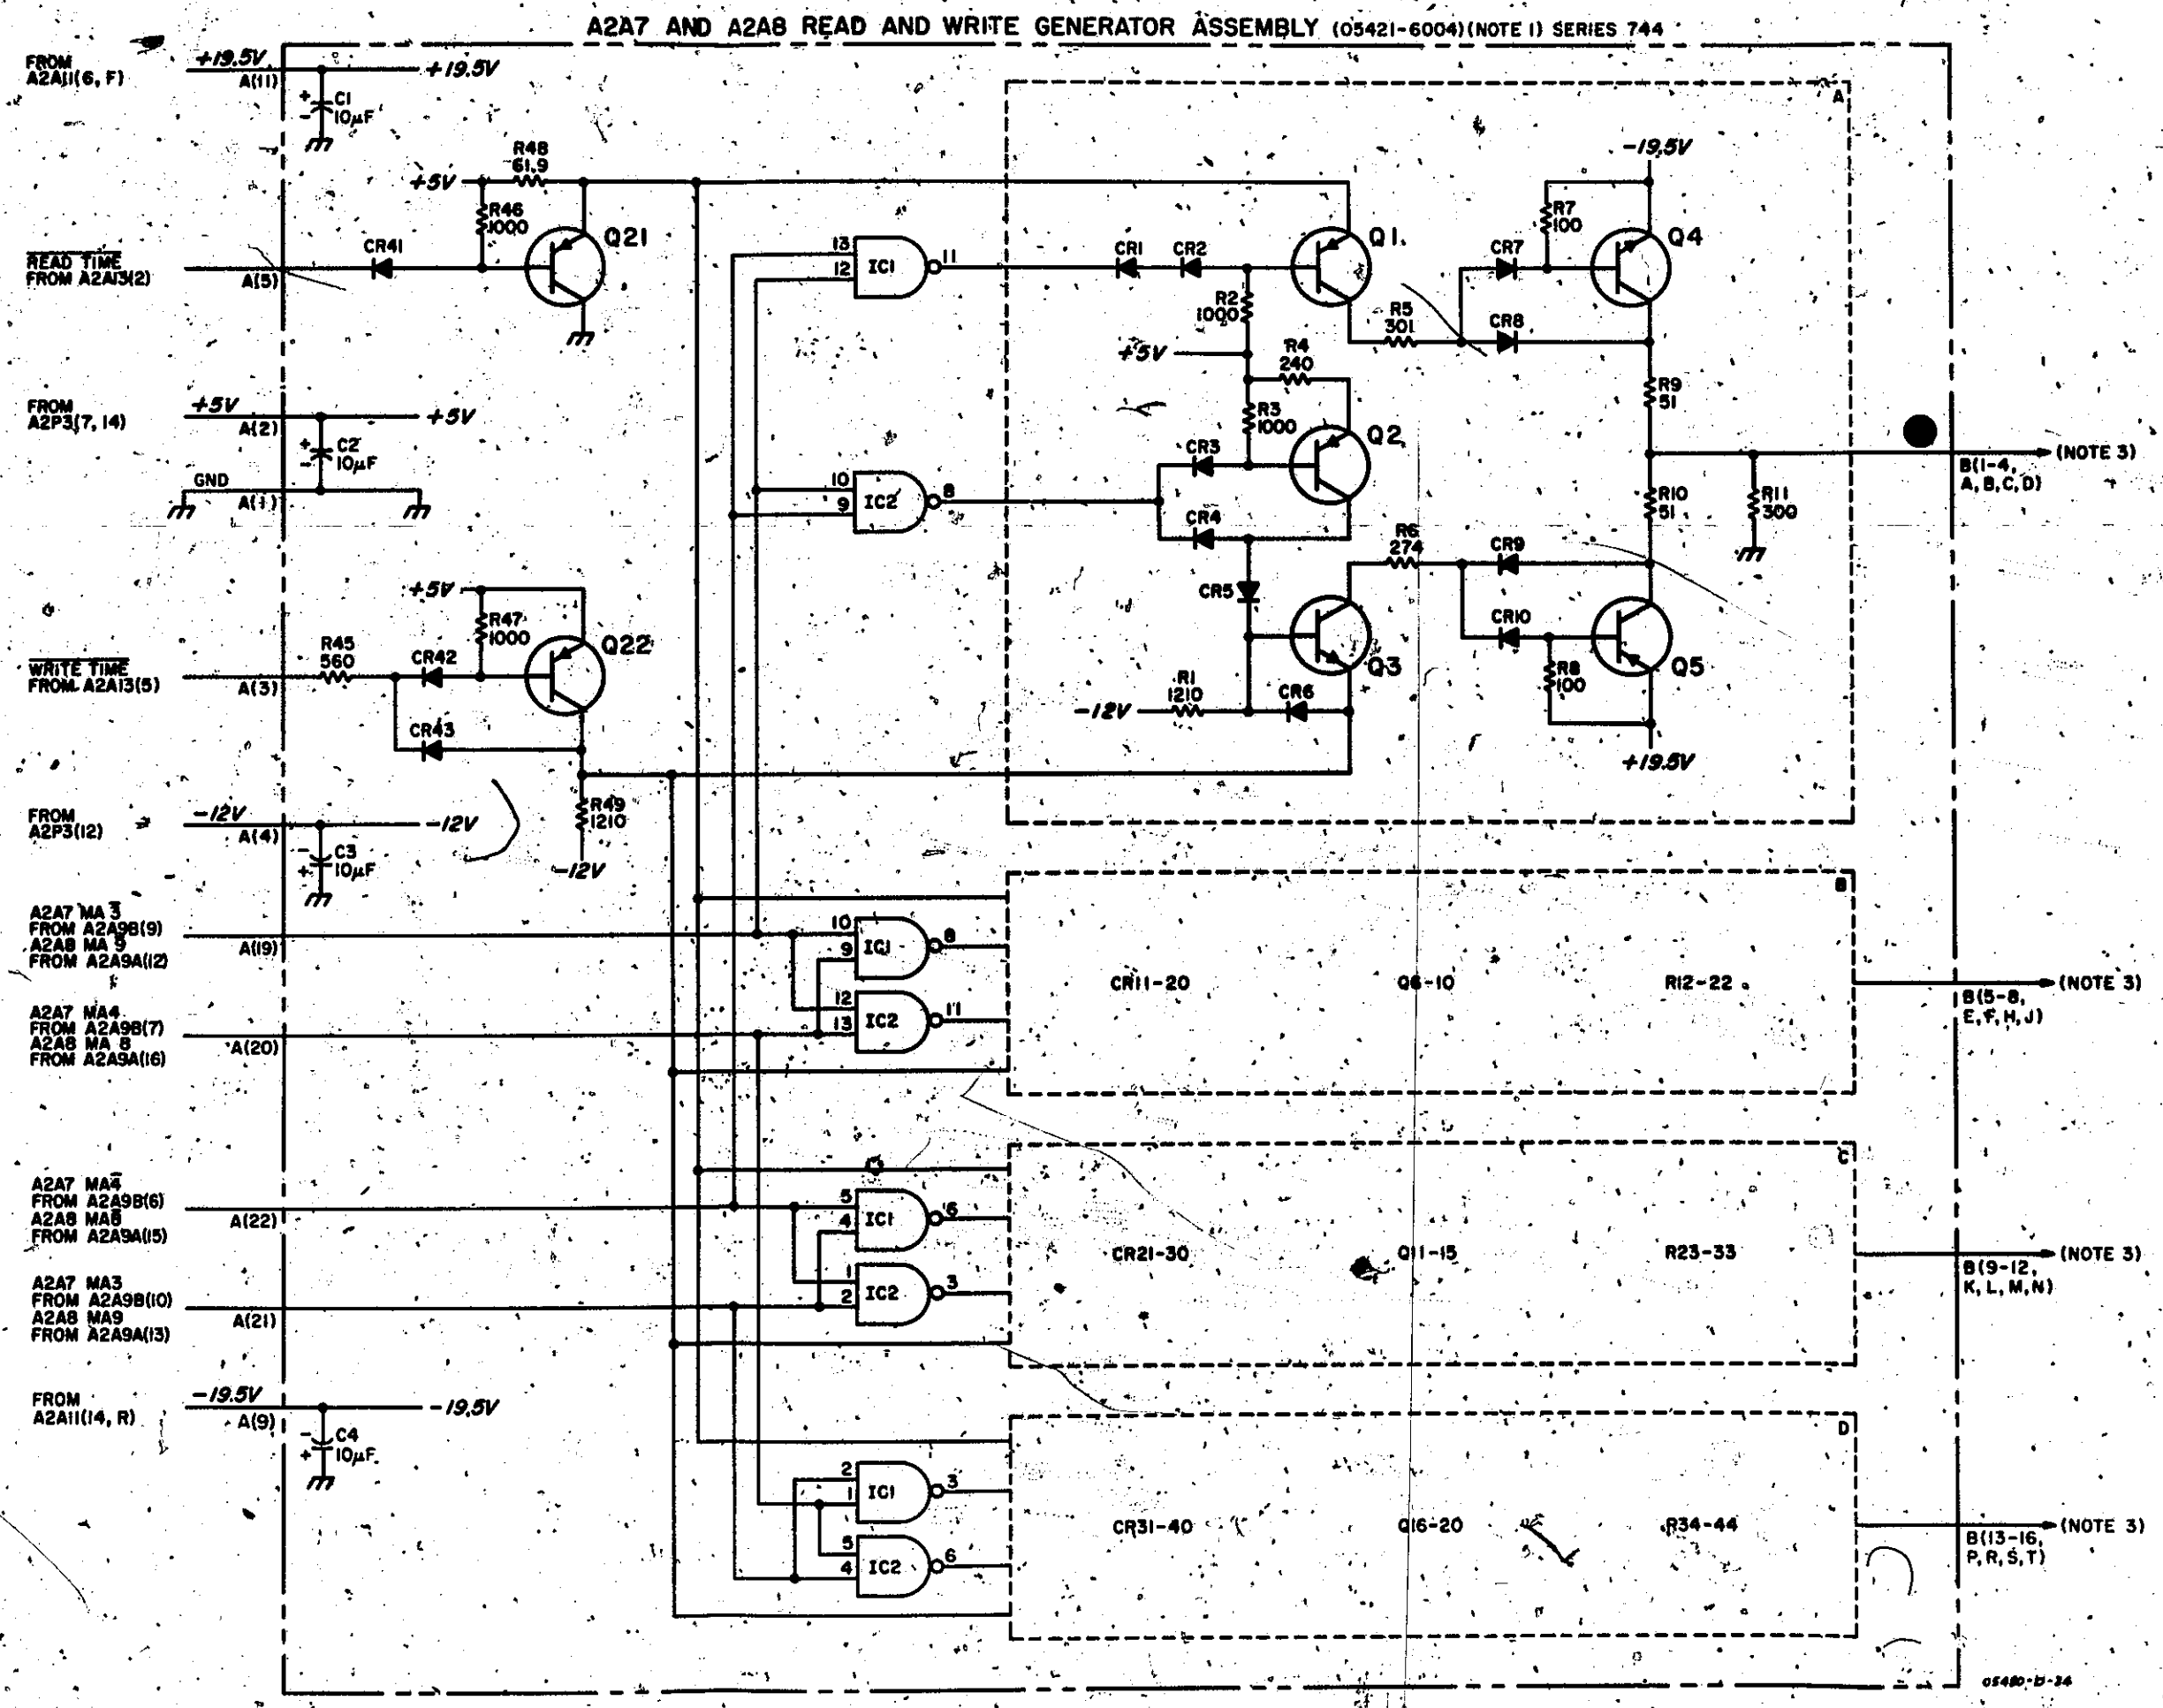 A2A7 AND A2A8 READ AND WRITE GENERATOR ASSEMBLY (05421-6004)(NOTE 1) SERIES 744
FROM
A2A11(6, F)
+19.5V
A(11)
+19.5V
C1
10µF
+5V
R48
61.9
R46
1000
Q21
CR41
READ TIME
FROM A2A13(2)
A(5)
FROM
A2P3(7, 14)
+5V
A(2)
+5V
C2
10µF
GND
A(1)
+5V
R47
1000
Q22
R45
560
CR42
CR43
WRITE TIME
FROM A2A13(5)
A(3)
R49
1210
-12V
FROM
A2P3(12)
-12V
A(4)
-12V
C3
10µF
13
12
IC1
11
10
9
IC2
8
A
CR1
CR2
Q1
R2
1000
+5V
R4
240
R3
1000
CR3
Q2
CR4
CR5
Q3
R1
1210
-12V
CR6
R5
301
R6
274
-19.5V
R7
100
CR7
Q4
CR8
R9
51
R10
51
R11
300
CR9
CR10
R8
100
Q5
+19.5V
B(1-4,
A, B, C, D)
(NOTE 3)
A2A7 MA 3̅
FROM A2A9B(9)
A2A8 MA 9̅
FROM A2A9A(12)
A(19)
A2A7 MA4
FROM A2A9B(7)
A2A8 MA 8
FROM A2A9A(16)
A(20)
10
9
IC1
8
12
13
IC2
11
B
CR11-20
Q6-10
R12-22
B(5-8,
E, F, H, J)
(NOTE 3)
A2A7 MA4̅
FROM A2A9B(6)
A2A8 MA8̅
FROM A2A9A(15)
A(22)
A2A7 MA3
FROM A2A9B(10)
A2A8 MA9
FROM A2A9A(13)
A(21)
5
4
IC1
6
1
2
IC2
3
C
CR21-30
Q11-15
R23-33
B(9-12,
K, L, M, N)
(NOTE 3)
FROM
A2A11(14, R)
-19.5V
A(9)
-19.5V
C4
10µF
2
1
IC1
3
5
4
IC2
6
D
CR31-40
Q16-20
R34-44
B(13-16,
P, R, S, T)
(NOTE 3)